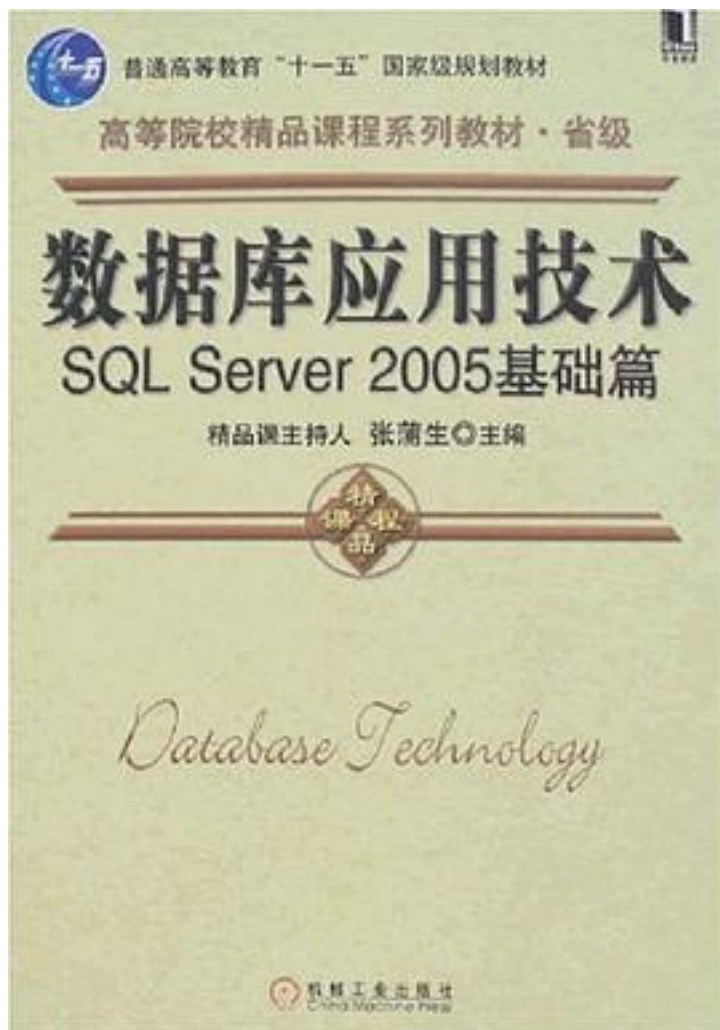 十一五
普通高等教育“十一五”国家级规划教材
高等院校精品课程系列教材·省级
数据库应用技术
SQL Server 2005基础篇
精品课主持人 张蒲生 主编
精
课 程
品
Database Technology
机械工业出版社
China Machine Press